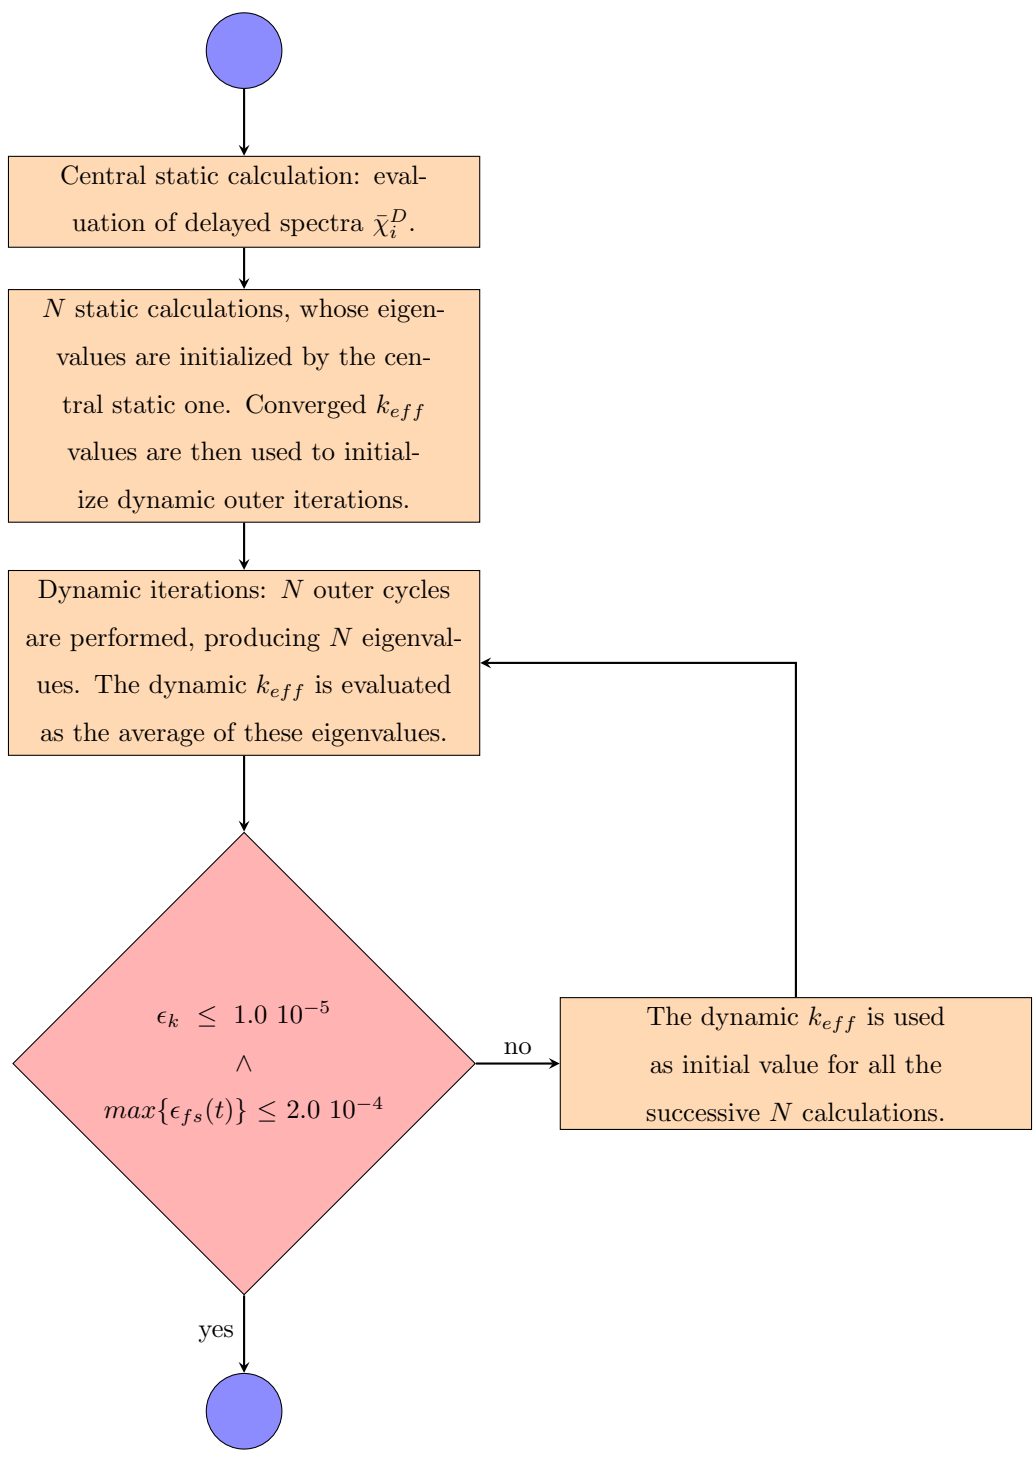 Central static calculation: eval-
uation of delayed spectra χ̄ᵢᴰ.
N static calculations, whose eigen-
values are initialized by the cen-
tral static one. Converged k_eff
values are then used to initial-
ize dynamic outer iterations.
Dynamic iterations: N outer cycles
are performed, producing N eigenval-
ues. The dynamic k_eff is evaluated
as the average of these eigenvalues.
ϵ_k ≤ 1.0 10⁻⁵
∧
max{ϵ_fs(t)} ≤ 2.0 10⁻⁴
no
The dynamic k_eff is used
as initial value for all the
successive N calculations.
yes